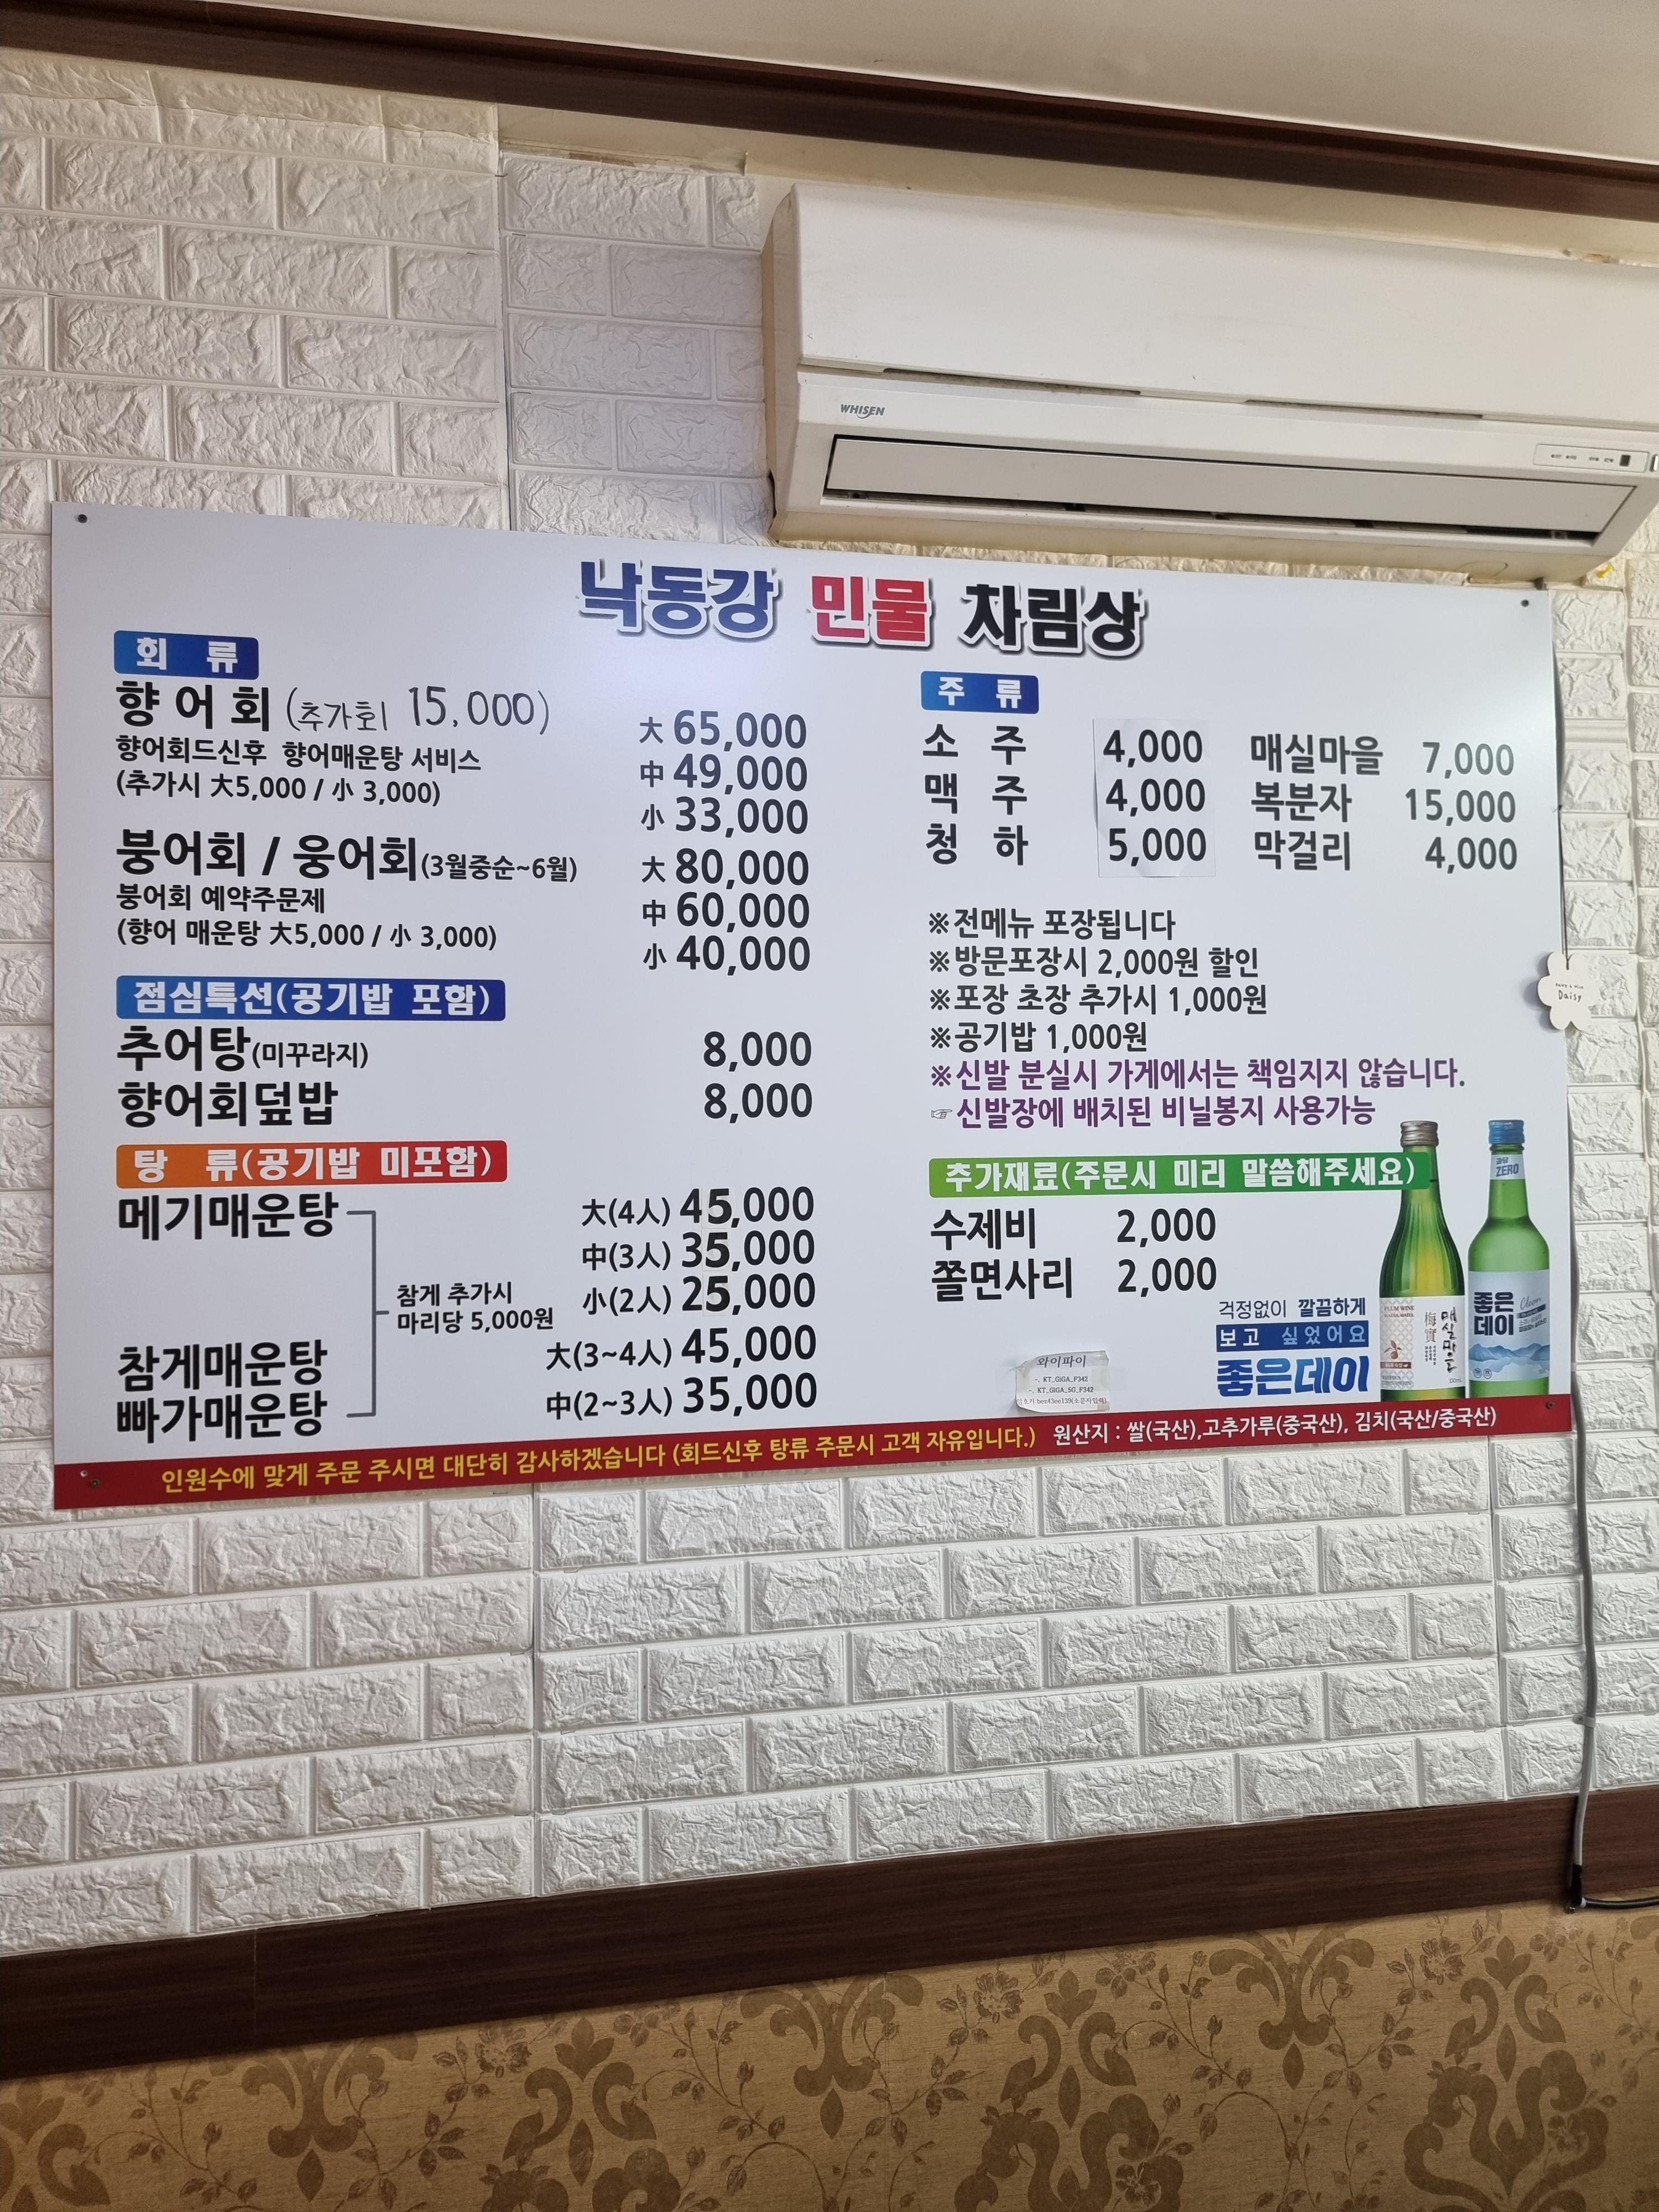 WHISEN
낙동강 민물 차림상
회 류
향어회 (추가회 15,000)
향어회드신후 향어매운탕 서비스
(추가시 大5,000 / 小 3,000)
大 65,000
中 49,000
小 33,000
붕어회 / 웅어회(3월중순~6월)
붕어회 예약주문제
(향어 매운탕 大5,000 / 小 3,000)
大 80,000
中 60,000
小 40,000
점심특선(공기밥 포함)
추어탕(미꾸라지) 8,000
향어회덮밥 8,000
탕 류(공기밥 미포함)
메기매운탕
大(4人) 45,000
中(3人) 35,000
小(2人) 25,000
참게 추가시
마리당 5,000원
참게매운탕
빠가매운탕
大(3~4人) 45,000
中(2~3人) 35,000
주 류
소 주 4,000 매실마을 7,000
맥 주 4,000 복분자 15,000
청 하 5,000 막걸리 4,000
※전메뉴 포장됩니다
※방문포장시 2,000원 할인
※포장 초장 추가시 1,000원
※공기밥 1,000원
※신발 분실시 가게에서는 책임지지 않습니다.
☞신발장에 배치된 비닐봉지 사용가능
추가재료(주문시 미리 말씀해주세요)
수제비 2,000
쫄면사리 2,000
걱정없이 깔끔하게
보고 싶었어요
좋은데이
와이파이
-. KT_GIGA_F342
-. KT_GIGA_5G_F342
PLUM WINE
매실마을
梅實
ZERO
좋은데이
Clean
Daisy
인원수에 맞게 주문 주시면 대단히 감사하겠습니다 (회드신후 탕류 주문시 고객 자유입니다.) 원산지 : 쌀(국산),고추가루(중국산), 김치(국산/중국산)